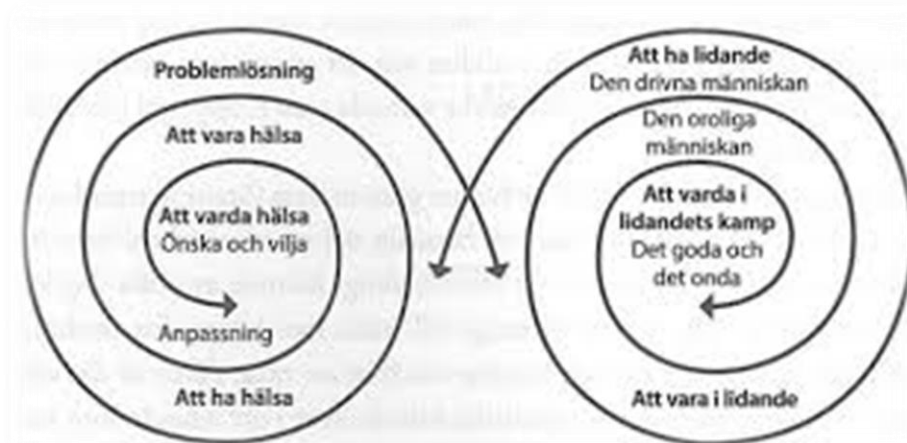 Problemlösning
Att vara hälsa
Att varda hälsa
Önska och vilja
Anpassning
Att ha hälsa
Att ha lidande
Den drivna människan
Den oroliga
människan
Att varda i
lidandets kamp
Det goda och
det onda
Att vara i lidande